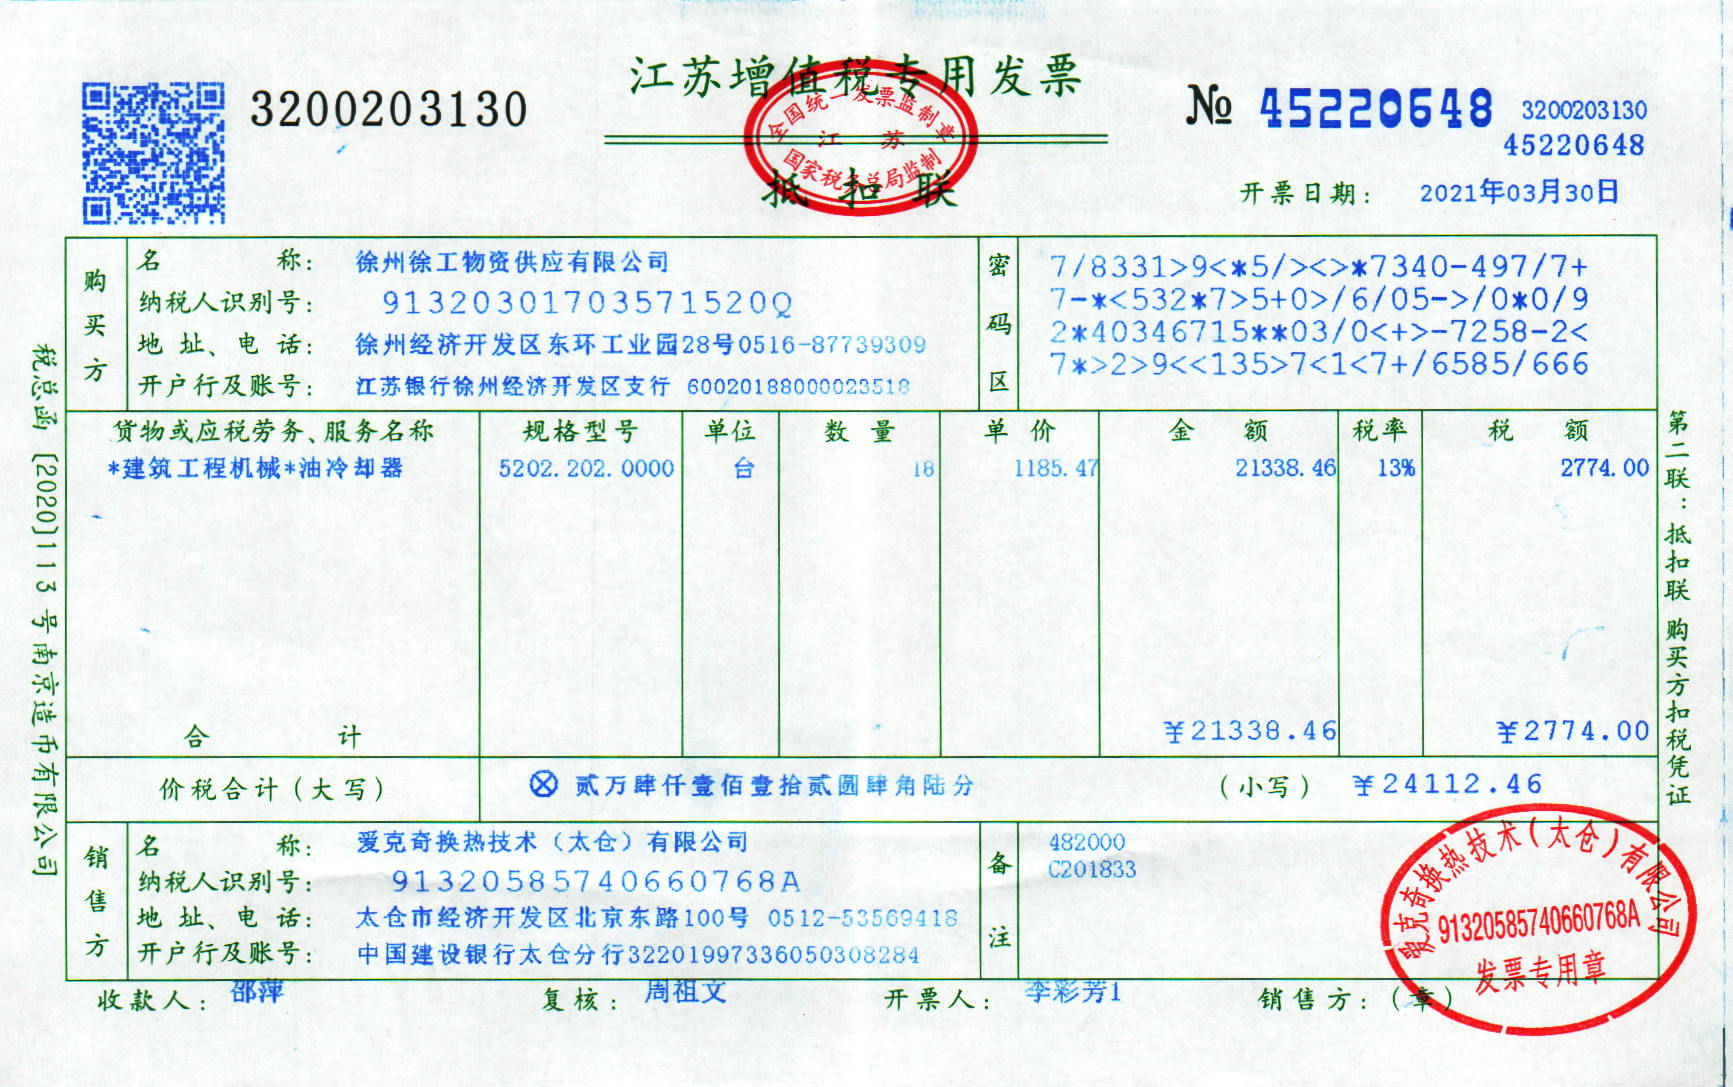 江苏增值税专用发票
3200203130
№ 45220648
3200203130
45220648
全国统一发票监制章
江 苏
国家税务总局监制
抵扣联
开票日期: 2021年03月30日
购买方
名 称: 徐州徐工物资供应有限公司
纳税人识别号: 91320301703571520Q
地址、电话: 徐州经济开发区东环工业园28号0516-87739309
开户行及账号: 江苏银行徐州经济开发区支行 60020188000023518
密码区
7/8331>9<*5/><>*7340-497/7+
7-*<532*7>5+0>/6/05->/0*0/9
2*40346715**03/0<+>-7258-2<
7*>2>9<<135>7<1<7+/6585/666
货物或应税劳务、服务名称 规格型号 单位 数量 单价 金额 税率 税额
*建筑工程机械*油冷却器 5202.202.0000 台 18 1185.47 21338.46 13% 2774.00
合计 ¥21338.46 ¥2774.00
价税合计(大写) ⊗贰万肆仟壹佰壹拾贰圆肆角陆分 (小写) ¥24112.46
销售方
名 称: 爱克奇换热技术(太仓)有限公司
纳税人识别号: 91320585740660768A
地址、电话: 太仓市经济开发区北京东路100号 0512-53569418
开户行及账号: 中国建设银行太仓分行32201997336050308284
备注
482000
C201833
收款人: 邵萍 复核: 周祖文 开票人: 李彩芳1 销售方:(章)
爱克奇换热技术(太仓)有限公司
91320585740660768A
发票专用章
税总函[2020]113号南京造币有限公司
第二联:抵扣联 购买方扣税凭证